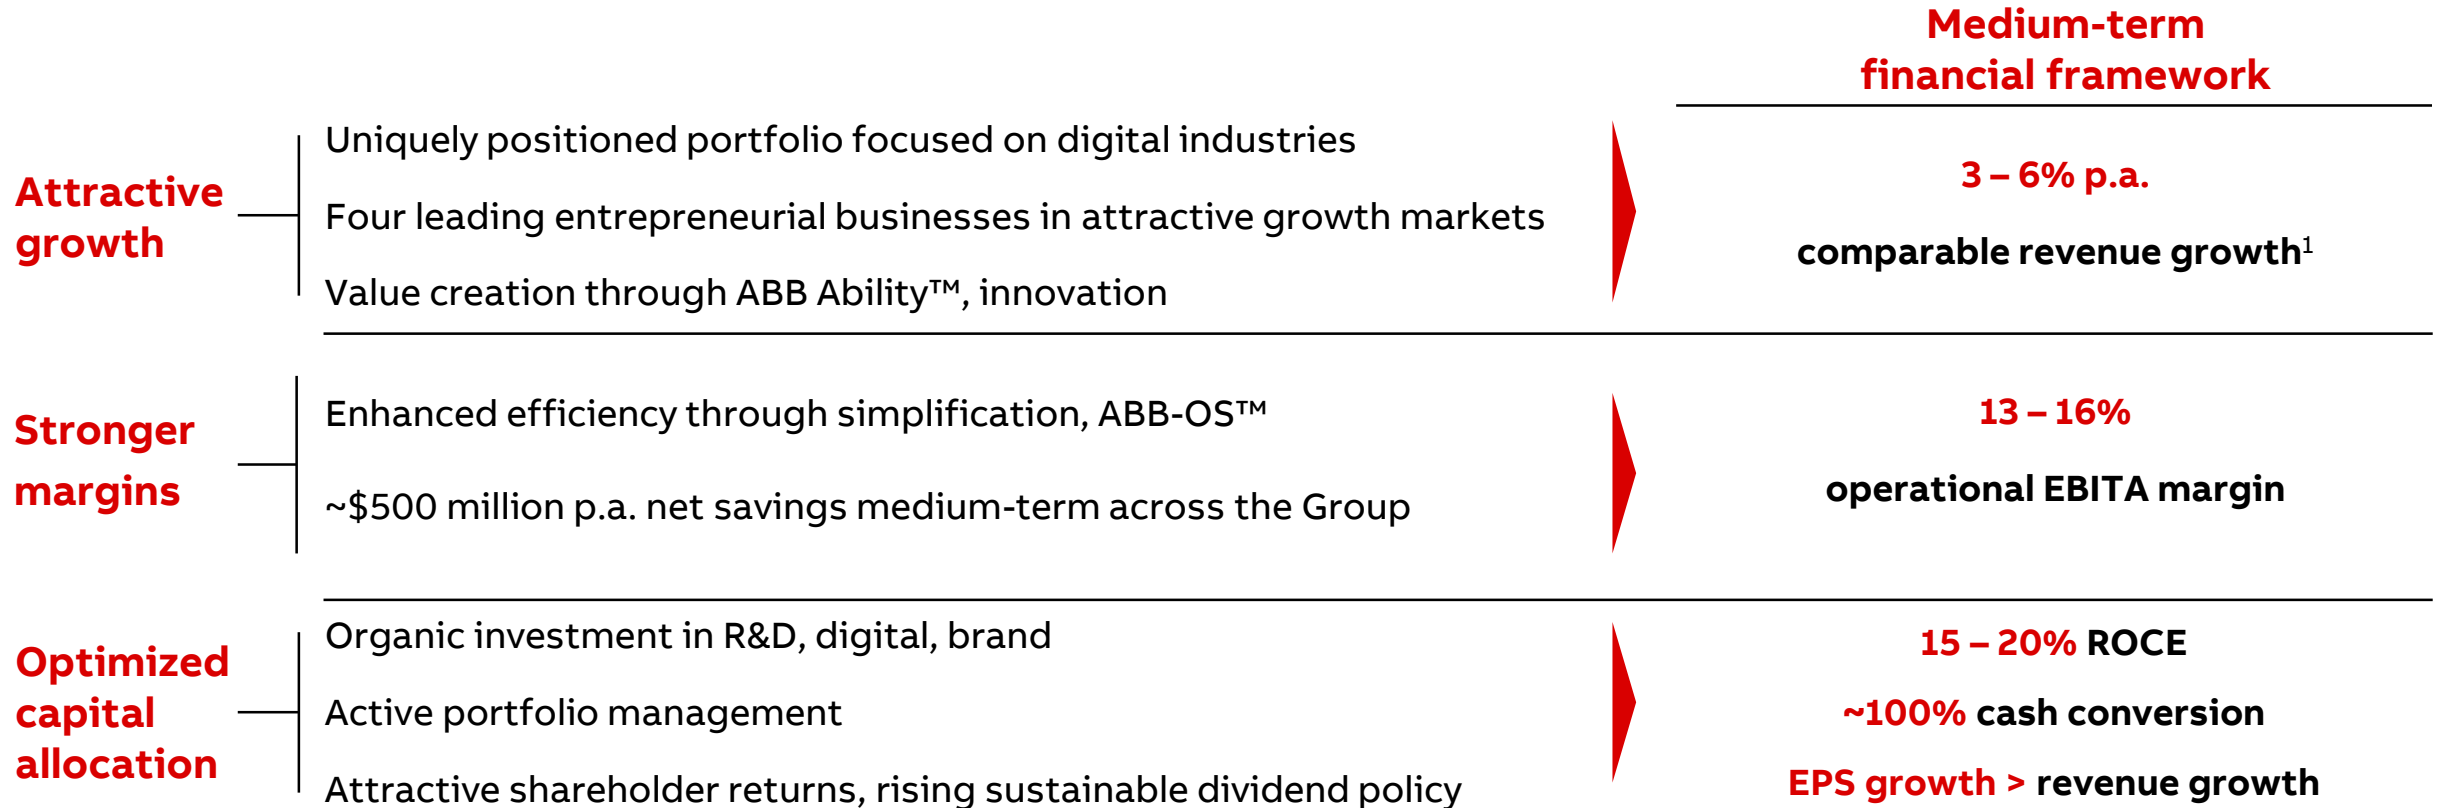 Medium-term
financial framework
Attractive
growth
Uniquely positioned portfolio focused on digital industries
Four leading entrepreneurial businesses in attractive growth markets
Value creation through ABB Ability™, innovation
3 – 6% p.a.
comparable revenue growth¹
Stronger
margins
Enhanced efficiency through simplification, ABB-OS™
~$500 million p.a. net savings medium-term across the Group
13 – 16%
operational EBITA margin
Optimized
capital
allocation
Organic investment in R&D, digital, brand
Active portfolio management
Attractive shareholder returns, rising sustainable dividend policy
15 – 20% ROCE
~100% cash conversion
EPS growth > revenue growth